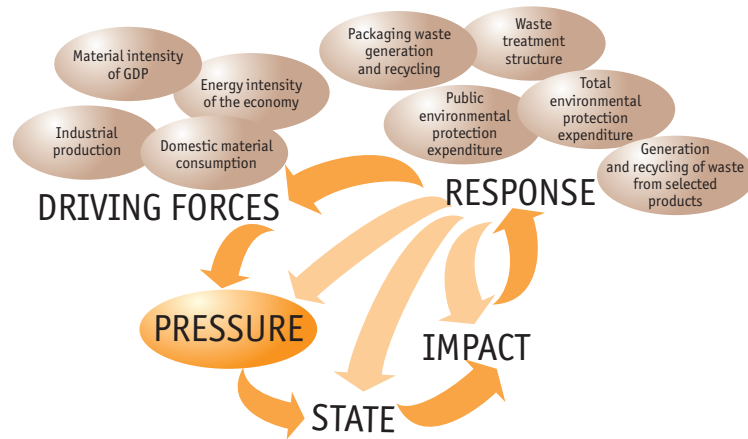 Material intensity
of GDP
Energy intensity
of the economy
Industrial
production
Domestic material
consumption
Packaging waste
generation
and recycling
Waste
treatment
structure
Public
environmental
protection
expenditure
Total
environmental
protection
expenditure
Generation
and recycling of waste
from selected
products
DRIVING FORCES
RESPONSE
PRESSURE
IMPACT
STATE